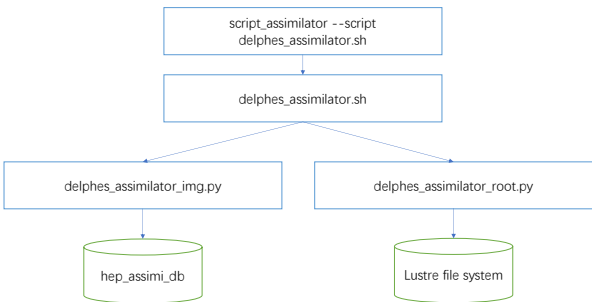 script_assimilator --script
delphes_assimilator.sh
delphes_assimilator.sh
delphes_assimilator_img.py
delphes_assimilator_root.py
hep_assimi_db
Lustre file system